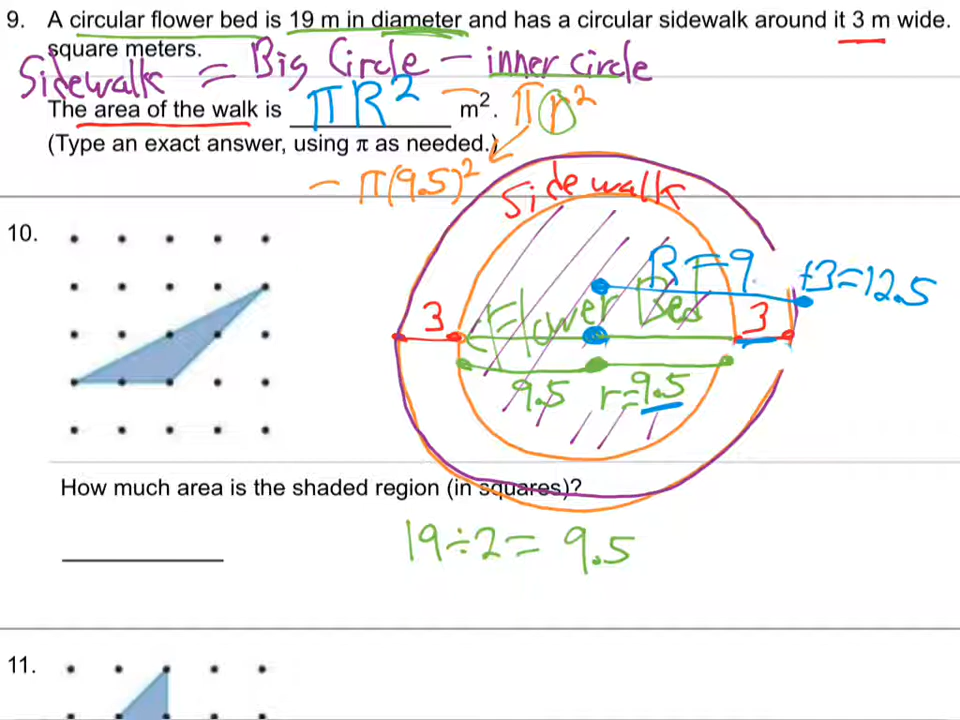 9. A circular flower bed is 19 m in diameter and has a circular sidewalk around it 3 m wide.
square meters.
Sidewalk = Big Circle − inner circle
The area of the walk is πR² m². − πr²
(Type an exact answer, using π as needed.)
− π(9.5)²
Sidewalk
10.
R = 9. +3=12.5
3 Flower Bed 3
9.5 r=9.5
How much area is the shaded region (in squares)?
19÷2= 9.5
11.